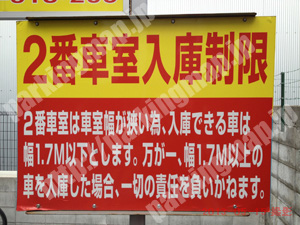 2番車室入庫制限
2番車室は車室幅が狭い為、入庫できる車は
幅1.7M以下とします。万が一、幅1.7M以上の
車を入庫した場合、一切の責任を負いかねます。